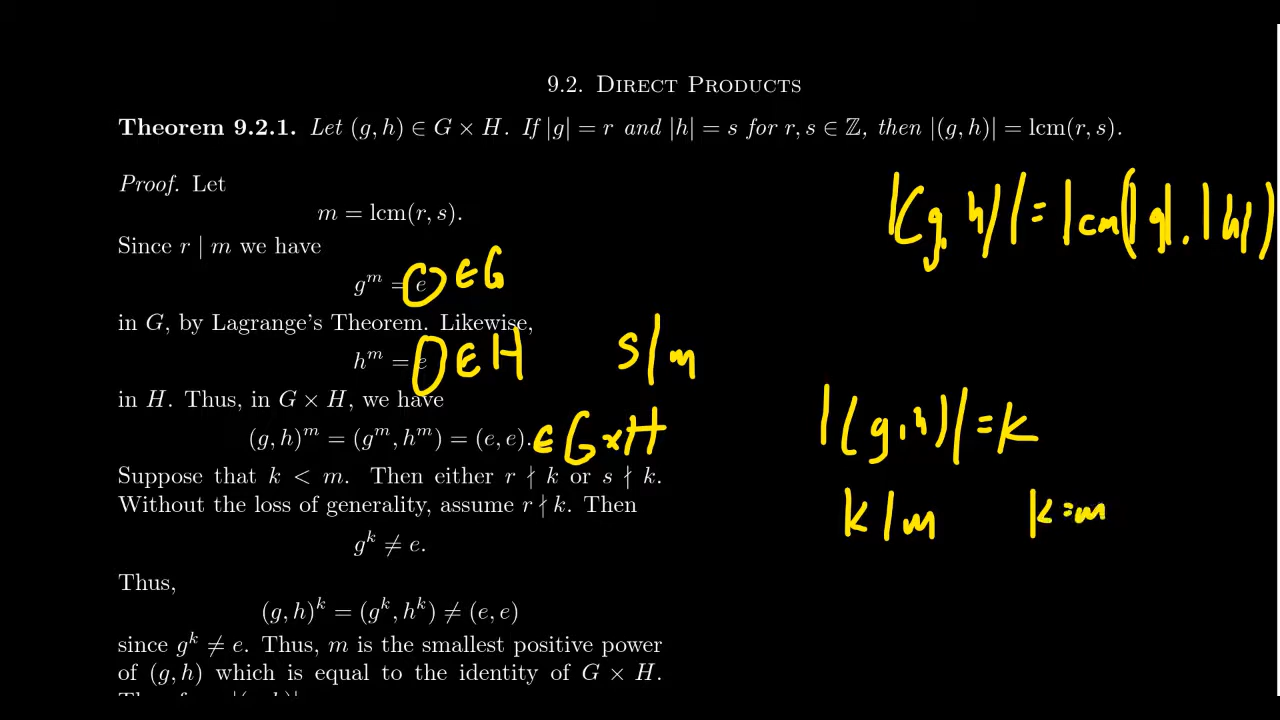 9.2. Direct Products
Theorem 9.2.1. Let (g, h) ∈ G × H. If |g| = r and |h| = s for r, s ∈ ℤ, then |(g, h)| = lcm(r, s).
Proof. Let
m = lcm(r, s).
|(g, h)| = lcm(|g|, |h|)
Since r | m we have
g^m = e ∈ G
in G, by Lagrange's Theorem. Likewise,
h^m = e ∈ H s|m
in H. Thus, in G × H, we have
(g, h)^m = (g^m, h^m) = (e, e). ∈ G×H |(g,h)| = k
Suppose that k < m. Then either r ∤ k or s ∤ k.
Without the loss of generality, assume r ∤ k. Then
k|m k=m
g^k ≠ e.
Thus,
(g, h)^k = (g^k, h^k) ≠ (e, e)
since g^k ≠ e. Thus, m is the smallest positive power
of (g, h) which is equal to the identity of G × H.